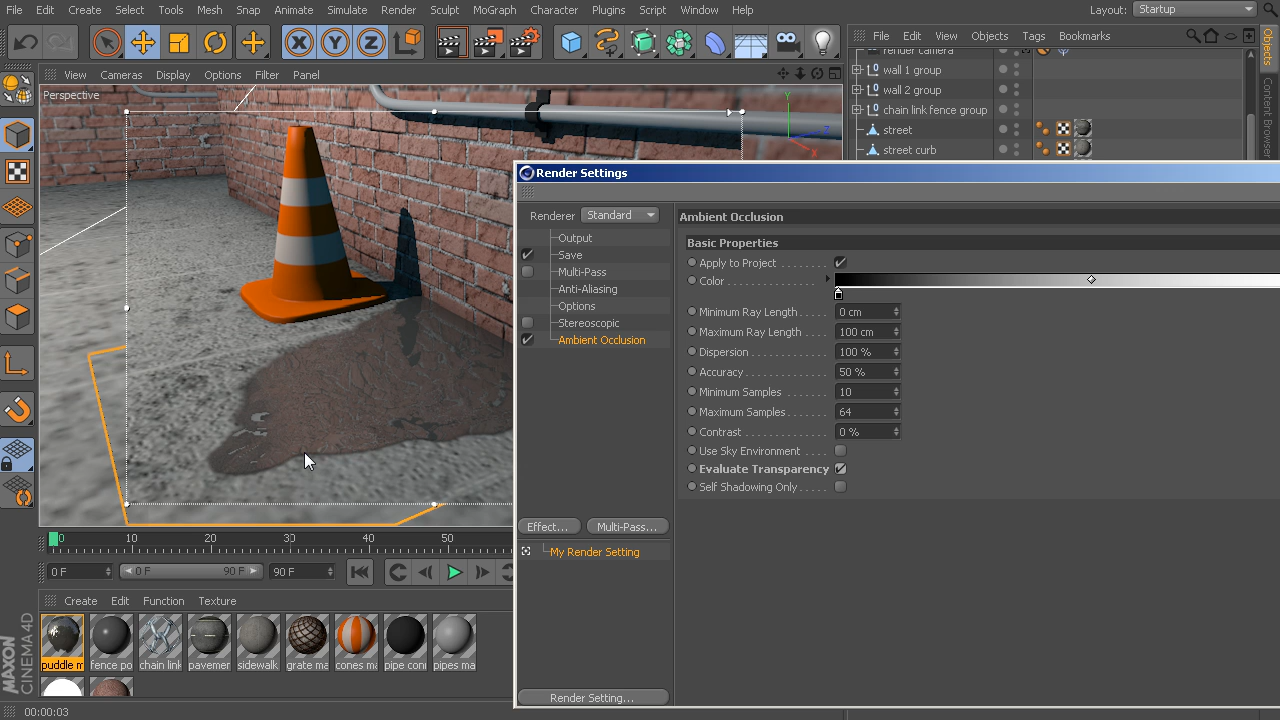 File Edit Create Select Tools Mesh Snap Animate Simulate Render Sculpt MoGraph Character Plugins Script Window Help Layout: Startup
File Edit View Objects Tags Bookmarks
View Cameras Display Options Filter Panel
Perspective
render camera
wall 1 group
wall 2 group
chain link fence group
street
street curb
Objects
Content Browser
Y
Z
X
Render Settings
Renderer Standard
Output
Save
Multi-Pass
Anti-Aliasing
Options
Stereoscopic
Ambient Occlusion
Effect... Multi-Pass...
My Render Setting
Render Setting...
Ambient Occlusion
Basic Properties
Apply to Project
Color
Minimum Ray Length 0 cm
Maximum Ray Length 100 cm
Dispersion 100 %
Accuracy 50 %
Minimum Samples 10
Maximum Samples 64
Contrast 0 %
Use Sky Environment
Evaluate Transparency
Self Shadowing Only
0 10 20 30 40 50
0 F 0 F 90 F 90 F
Create Edit Function Texture
puddle m fence po chain link pavemer sidewalk grate ma cones ma pipe con pipes ma
MAXON
CINEMA 4D
00:00:03